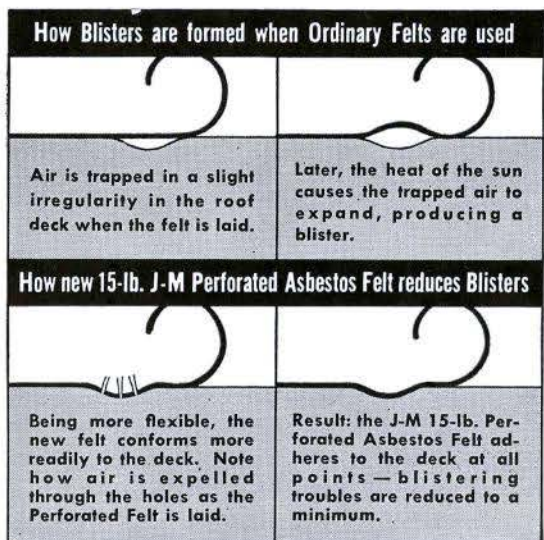 How Blisters are formed when Ordinary Felts are used
Air is trapped in a slight
irregularity in the roof
deck when the felt is laid.
Later, the heat of the sun
causes the trapped air to
expand, producing a
blister.
How new 15-lb. J-M Perforated Asbestos Felt reduces Blisters
Being more flexible, the
new felt conforms more
readily to the deck. Note
how air is expelled
through the holes as the
Perforated Felt is laid.
Result: the J-M 15-lb. Per-
forated Asbestos Felt ad-
heres to the deck at all
points — blistering
troubles are reduced to a
minimum.